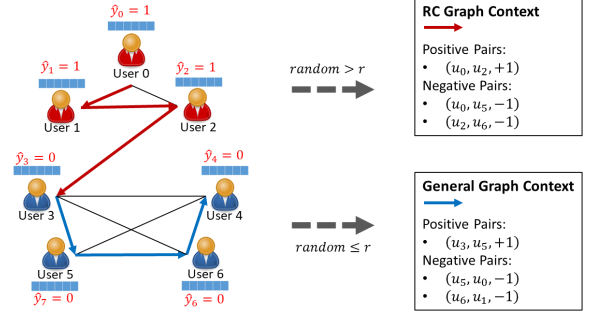 ŷ₀ = 1
User 0
ŷ₁ = 1
User 1
ŷ₂ = 1
User 2
ŷ₃ = 0
User 3
ŷ₄ = 0
User 4
User 5
ŷ₇ = 0
User 6
ŷ₆ = 0
random > r
random ≤ r
RC Graph Context
Positive Pairs:
• (u₀, u₂, +1)
Negative Pairs:
• (u₀, u₅, −1)
• (u₂, u₆, −1)
General Graph Context
Positive Pairs:
• (u₃, u₅, +1)
Negative Pairs:
• (u₅, u₀, −1)
• (u₆, u₁, −1)